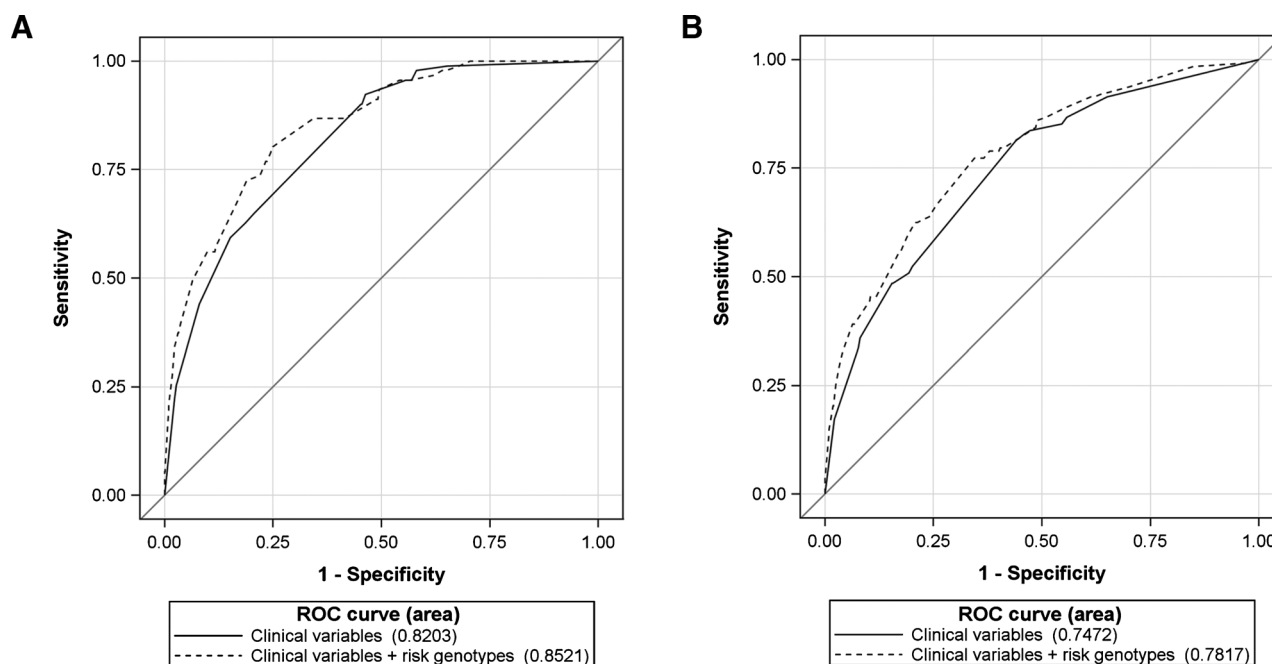 A
1.00
0.75
0.50
0.25
0.00
Sensitivity
0.00 0.25 0.50 0.75 1.00
1 - Specificity
ROC curve (area)
Clinical variables (0.8203)
Clinical variables + risk genotypes (0.8521)
B
1.00
0.75
0.50
0.25
0.00
Sensitivity
0.00 0.25 0.50 0.75 1.00
1 - Specificity
ROC curve (area)
Clinical variables (0.7472)
Clinical variables + risk genotypes (0.7817)